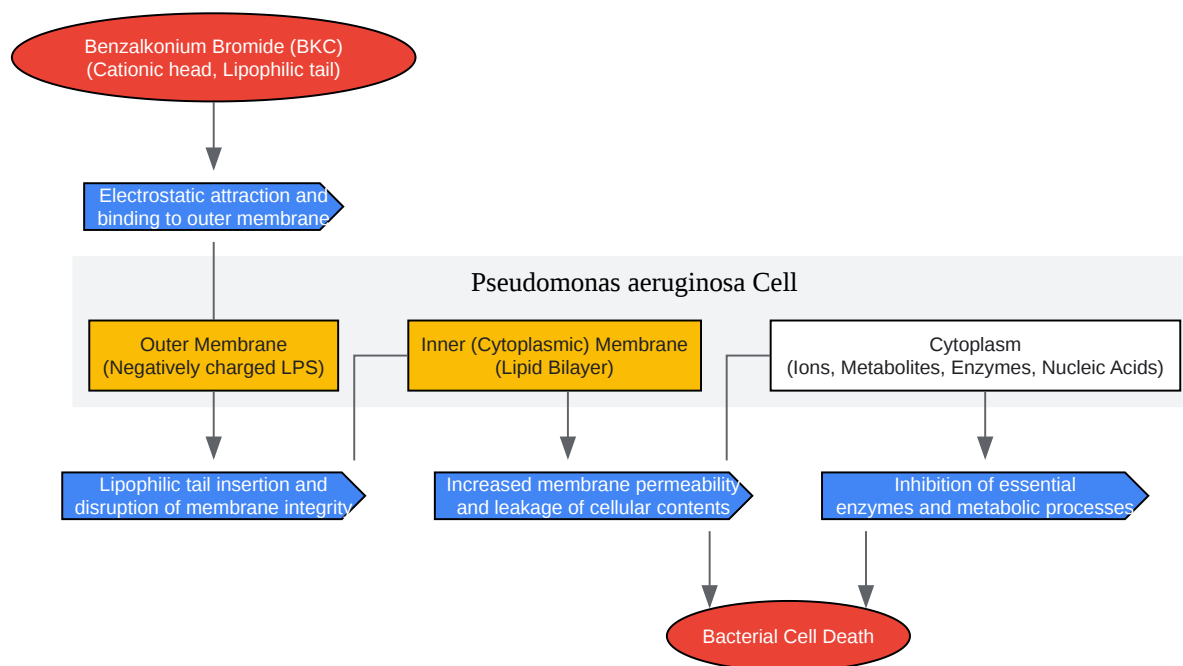 Benzalkonium Bromide (BKC)
(Cationic head, Lipophilic tail)
Electrostatic attraction and
binding to outer membrane
Pseudomonas aeruginosa Cell
Outer Membrane
(Negatively charged LPS)
Inner (Cytoplasmic) Membrane
(Lipid Bilayer)
Cytoplasm
(Ions, Metabolites, Enzymes, Nucleic Acids)
Lipophilic tail insertion and
disruption of membrane integrity
Increased membrane permeability
and leakage of cellular contents
Inhibition of essential
enzymes and metabolic processes
Bacterial Cell Death